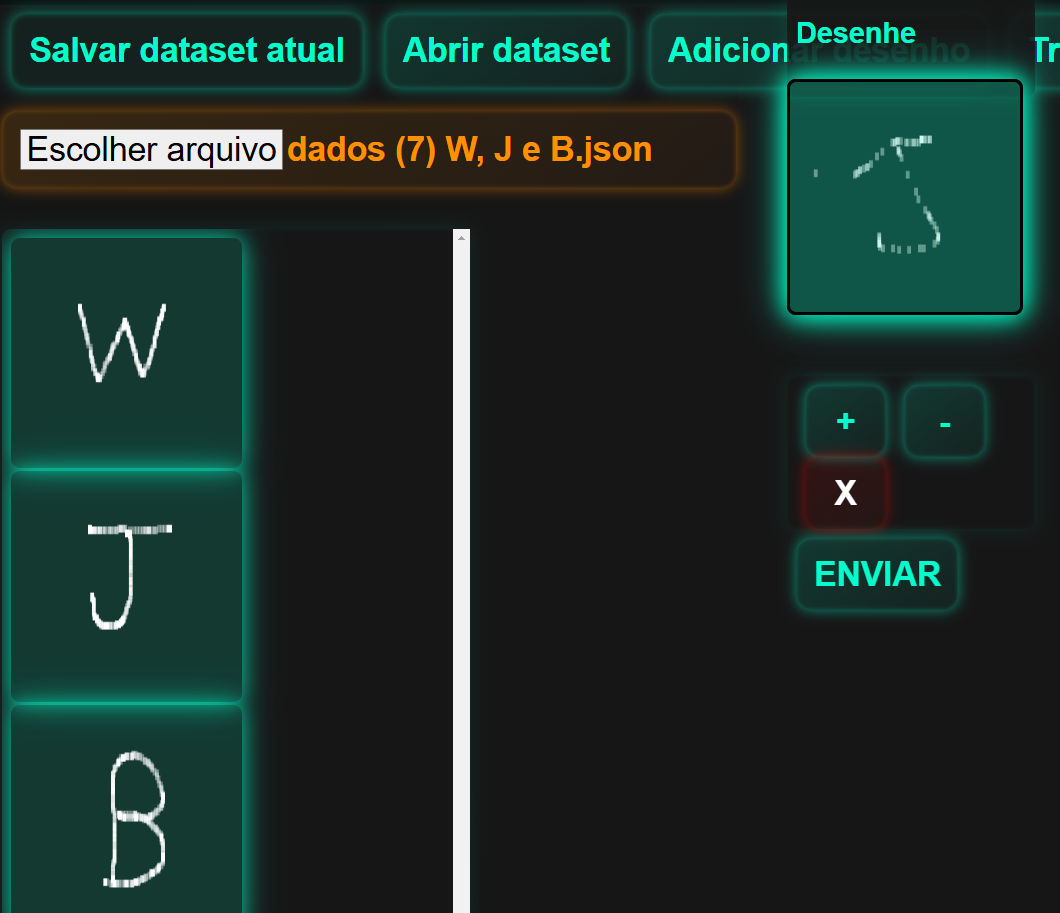 Salvar dataset atual
Abrir dataset
Adicionar desenho
Tr
Desenhe
Escolher arquivo dados (7) W, J e B.json
W
J
B
J
+ -
X
ENVIAR